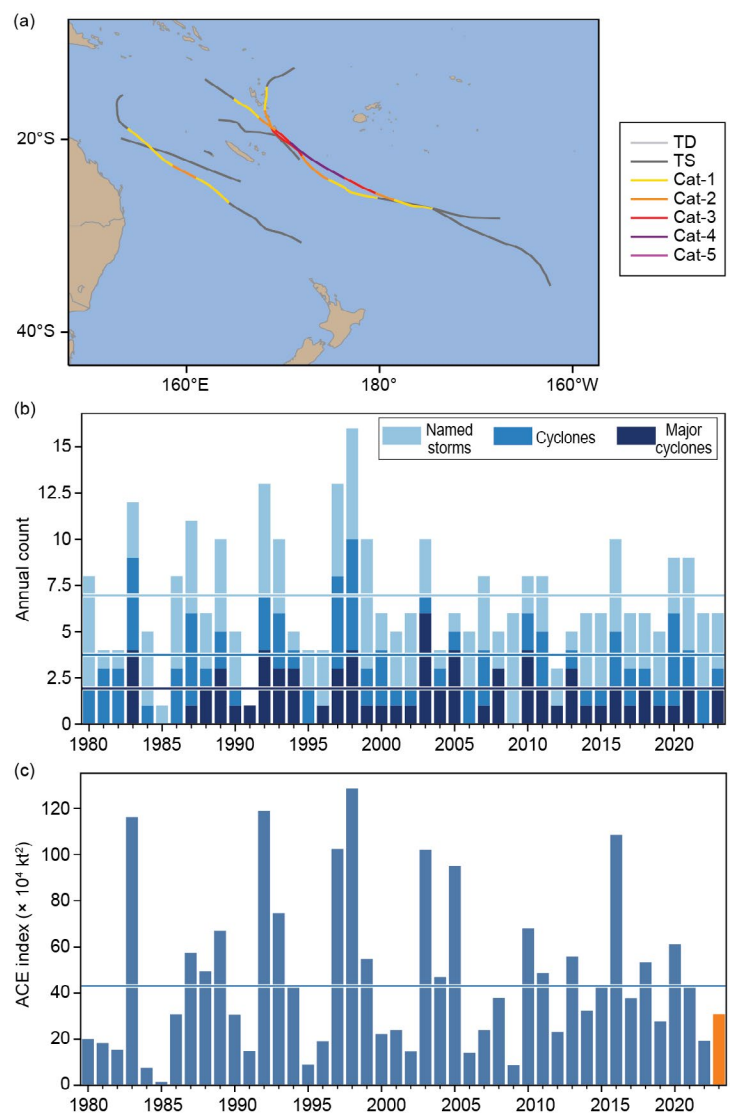 (a)
20°S
40°S
160°E 180° 160°W
TD
TS
Cat-1
Cat-2
Cat-3
Cat-4
Cat-5
(b)
Named
storms
Cyclones
Major
cyclones
Annual count
15
12.5
10
7.5
5
2.5
0
1980 1985 1990 1995 2000 2005 2010 2015 2020
(c)
ACE index (× 10⁴ kt²)
120
100
80
60
40
20
0
1980 1985 1990 1995 2000 2005 2010 2015 2020